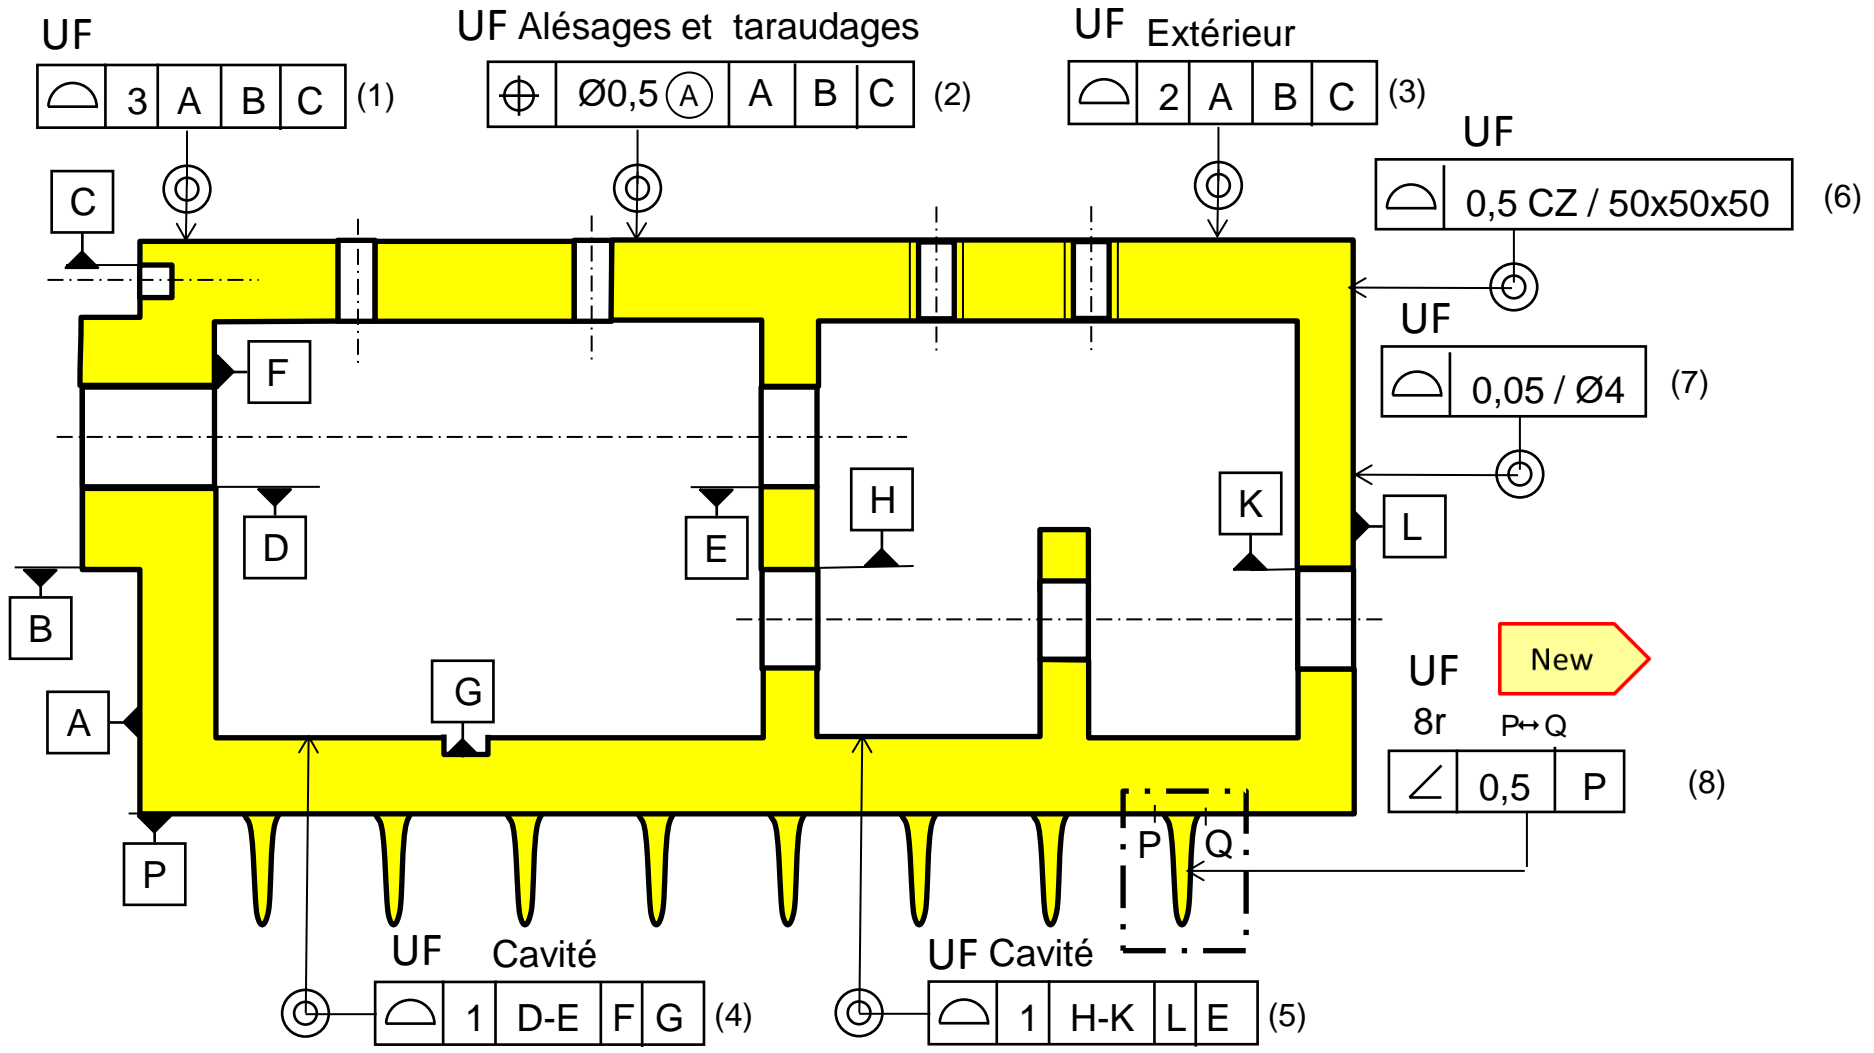 UF
⌓ 3 A B C (1)
UF Alésages et taraudages
⌖ Ø0,5 Ⓐ A B C (2)
UF Extérieur
⌓ 2 A B C (3)
UF
⌓ 0,5 CZ / 50x50x50 (6)
C
UF
⌓ 0,05 / Ø4 (7)
F
D
E
H
K
L
B
G
A
New
UF
8r P↔Q
∠ 0,5 P (8)
P
P Q
UF Cavité
⌓ 1 D-E F G (4)
UF Cavité
⌓ 1 H-K L E (5)